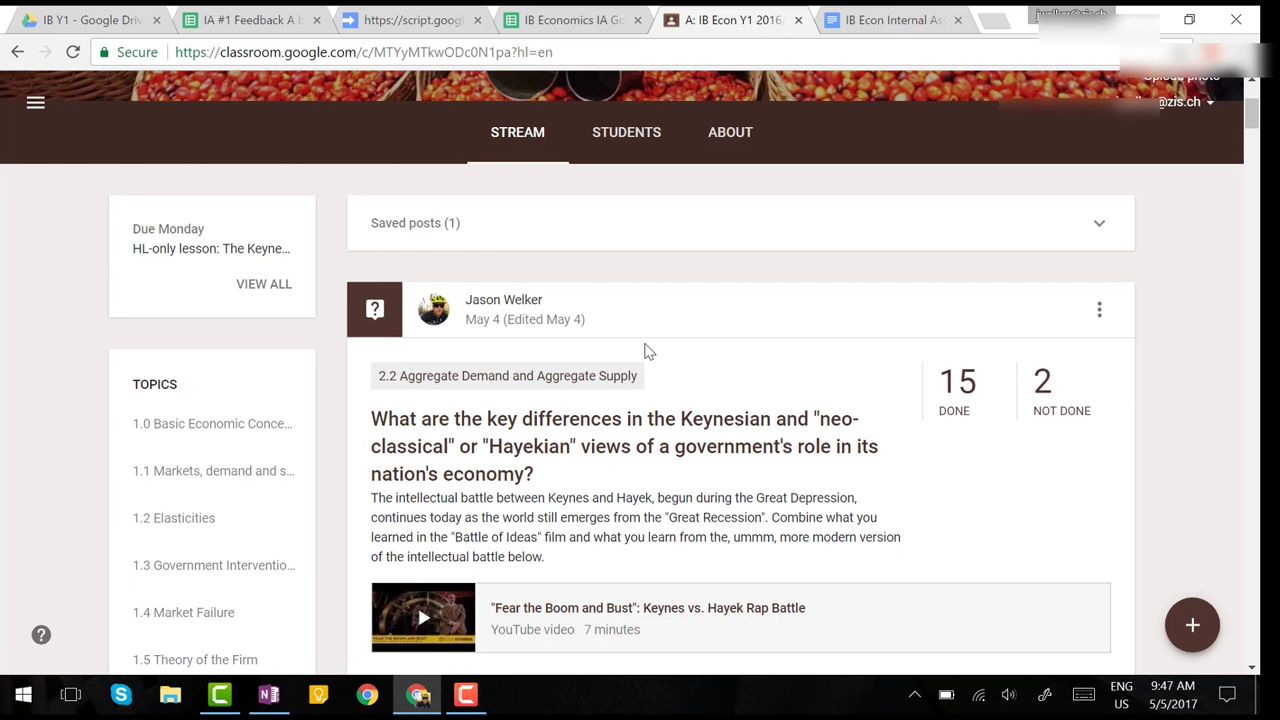 IB Y1 - Google Driv
IA #1 Feedback A b
https://script.goog
IB Economics IA Go
A: IB Econ Y1 2016/
IB Econ Internal As
Secure
https://classroom.google.com/c/MTYyMTkwODc0N1pa?hl=en
@zis.ch
STREAM
STUDENTS
ABOUT
Due Monday
HL-only lesson: The Keyne...
VIEW ALL
Saved posts (1)
Jason Welker
May 4 (Edited May 4)
TOPICS
1.0 Basic Economic Conce...
1.1 Markets, demand and s...
1.2 Elasticities
1.3 Government Interventio...
1.4 Market Failure
1.5 Theory of the Firm
2.2 Aggregate Demand and Aggregate Supply
15
DONE
2
NOT DONE
What are the key differences in the Keynesian and "neo-
classical" or "Hayekian" views of a government's role in its
nation's economy?
The intellectual battle between Keynes and Hayek, begun during the Great Depression,
continues today as the world still emerges from the "Great Recession". Combine what you
learned in the "Battle of Ideas" film and what you learn from the, ummm, more modern version
of the intellectual battle below.
"Fear the Boom and Bust": Keynes vs. Hayek Rap Battle
YouTube video 7 minutes
ENG
US
9:47 AM
5/5/2017